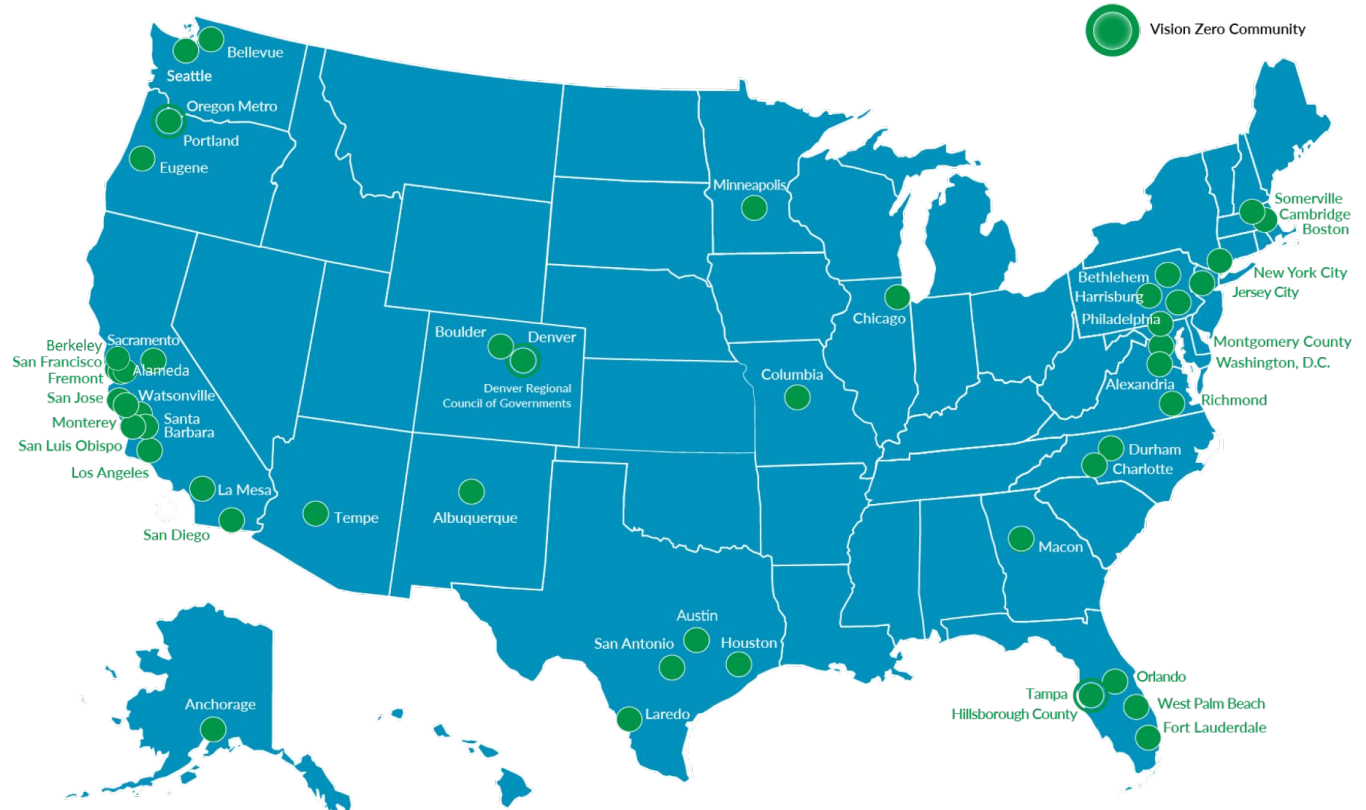 Vision Zero Community
Bellevue
Seattle
Oregon Metro
Portland
Eugene
Minneapolis
Somerville
Cambridge
Boston
New York City
Jersey City
Bethlehem
Harrisburg
Philadelphia
Chicago
Montgomery County
Washington, D.C.
Alexandria
Richmond
Boulder
Denver
Denver Regional
Council of Governments
Columbia
Sacramento
Berkeley
San Francisco
Alameda
Fremont
San Jose
Watsonville
Monterey
Santa
Barbara
San Luis Obispo
Los Angeles
La Mesa
San Diego
Tempe
Albuquerque
Durham
Charlotte
Macon
Austin
San Antonio
Houston
Laredo
Orlando
Tampa
Hillsborough County
West Palm Beach
Fort Lauderdale
Anchorage